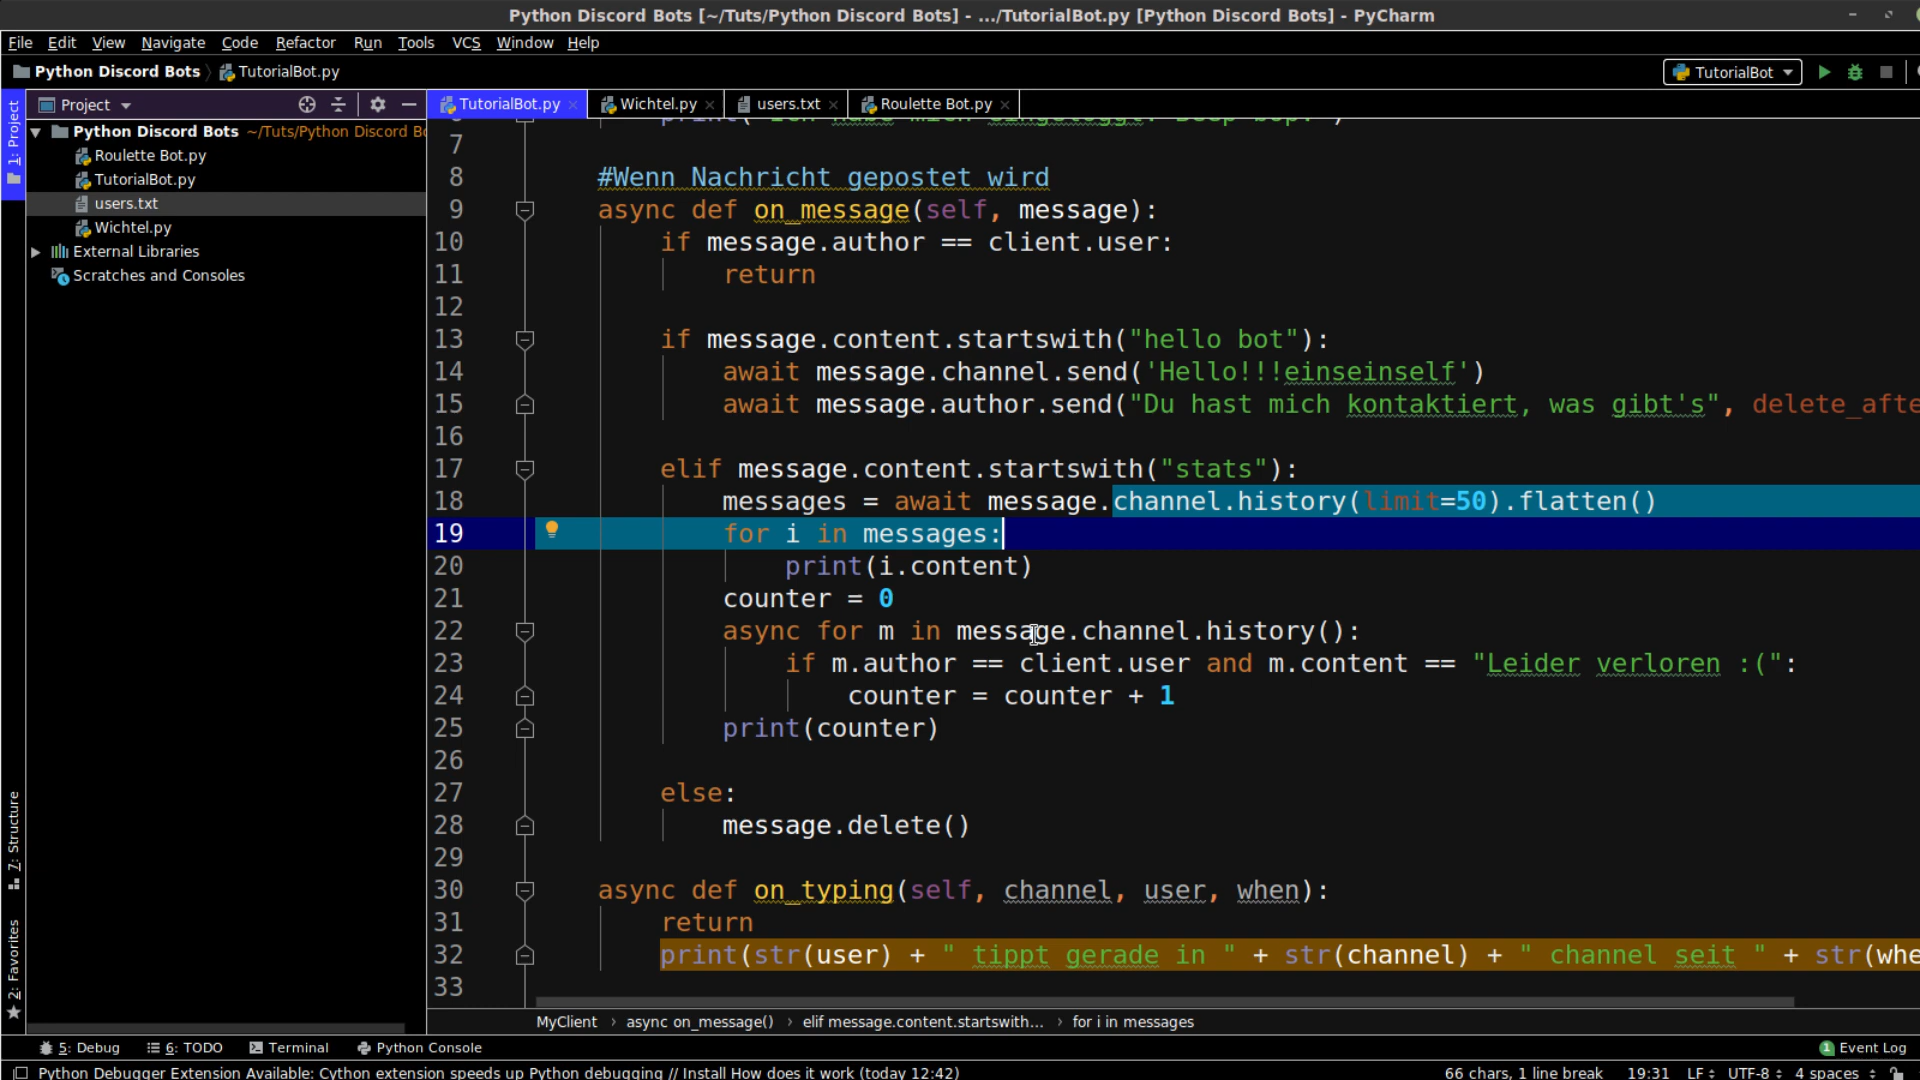 Python Discord Bots [~/Tuts/Python Discord Bots] - .../TutorialBot.py [Python Discord Bots] - PyCharm
File Edit View Navigate Code Refactor Run Tools VCS Window Help
Python Discord Bots TutorialBot.py TutorialBot
Project TutorialBot.py Wichtel.py users.txt Roulette Bot.py
1: Project
Python Discord Bots ~/Tuts/Python Discord Bo
Roulette Bot.py
TutorialBot.py
users.txt
Wichtel.py
External Libraries
Scratches and Consoles
7: Structure
2: Favorites
7
8 #Wenn Nachricht gepostet wird
9 async def on_message(self, message):
10 if message.author == client.user:
11 return
12
13 if message.content.startswith("hello bot"):
14 await message.channel.send('Hello!!!einseinself')
15 await message.author.send("Du hast mich kontaktiert, was gibt's", delete_afte
16
17 elif message.content.startswith("stats"):
18 messages = await message.channel.history(limit=50).flatten()
19 for i in messages:
20 print(i.content)
21 counter = 0
22 async for m in message.channel.history():
23 if m.author == client.user and m.content == "Leider verloren :(":
24 counter = counter + 1
25 print(counter)
26
27 else:
28 message.delete()
29
30 async def on_typing(self, channel, user, when):
31 return
32 print(str(user) + " tippt gerade in " + str(channel) + " channel seit " + str(whe
33
MyClient › async on_message() › elif message.content.startswith... › for i in messages
5: Debug 6: TODO Terminal Python Console 1 Event Log
Python Debugger Extension Available: Cython extension speeds up Python debugging // Install How does it work (today 12:42) 66 chars, 1 line break 19:31 LF UTF-8 4 spaces